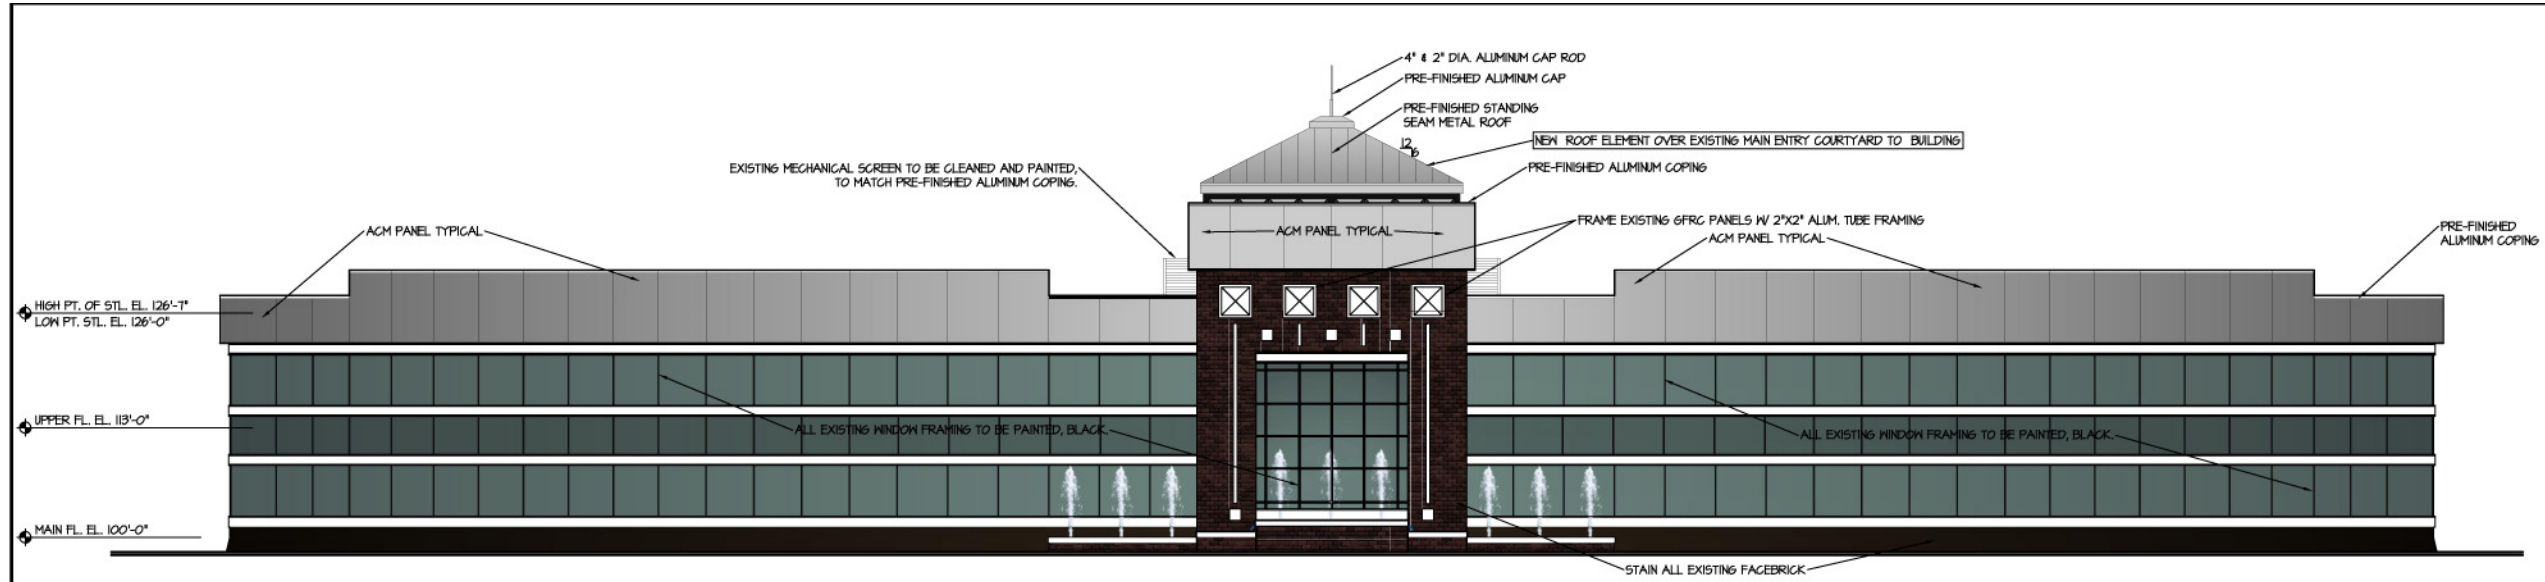 4" & 2" DIA. ALUMINUM CAP ROD
PRE-FINISHED ALUMINUM CAP
PRE-FINISHED STANDING
SEAM METAL ROOF
12
6
NEW ROOF ELEMENT OVER EXISTING MAIN ENTRY COURTYARD TO BUILDING
EXISTING MECHANICAL SCREEN TO BE CLEANED AND PAINTED,
TO MATCH PRE-FINISHED ALUMINUM COPING.
PRE-FINISHED ALUMINUM COPING
ACM PANEL TYPICAL
ACM PANEL TYPICAL
FRAME EXISTING GFRC PANELS W/ 2"X2" ALUM. TUBE FRAMING
ACM PANEL TYPICAL
PRE-FINISHED
ALUMINUM COPING
HIGH PT. OF STL. EL. 126'-7"
LOW PT. STL. EL. 126'-0"
UPPER FL. EL. 113'-0"
ALL EXISTING WINDOW FRAMING TO BE PAINTED, BLACK.
ALL EXISTING WINDOW FRAMING TO BE PAINTED, BLACK.
MAIN FL. EL. 100'-0"
STAIN ALL EXISTING FACEBRICK